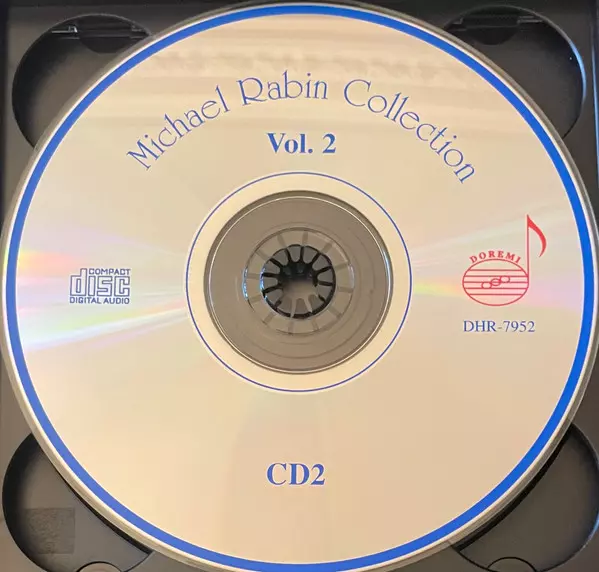 Michael Rabin Collection
Vol. 2
COMPACT
disc
DIGITAL AUDIO
DOREMI
DHR-7952
CD2